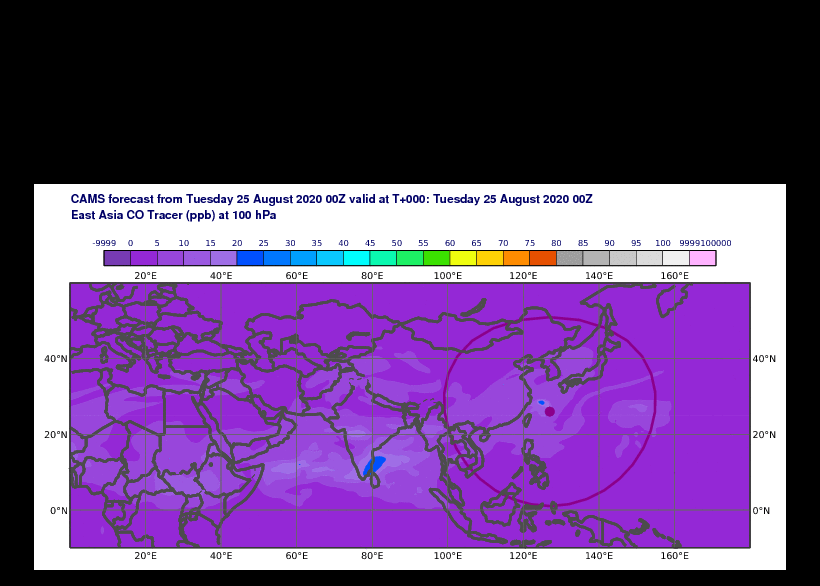 CAMS forecast from Tuesday 25 August 2020 00Z valid at T+000: Tuesday 25 August 2020 00Z
East Asia CO Tracer (ppb) at 100 hPa
-9999 0 5 10 15 20 25 30 35 40 45 50 55 60 65 70 75 80 85 90 95 100 9999100000
20°E 40°E 60°E 80°E 100°E 120°E 140°E 160°E
40°N 40°N
20°N 20°N
0°N 0°N
20°E 40°E 60°E 80°E 100°E 120°E 140°E 160°E